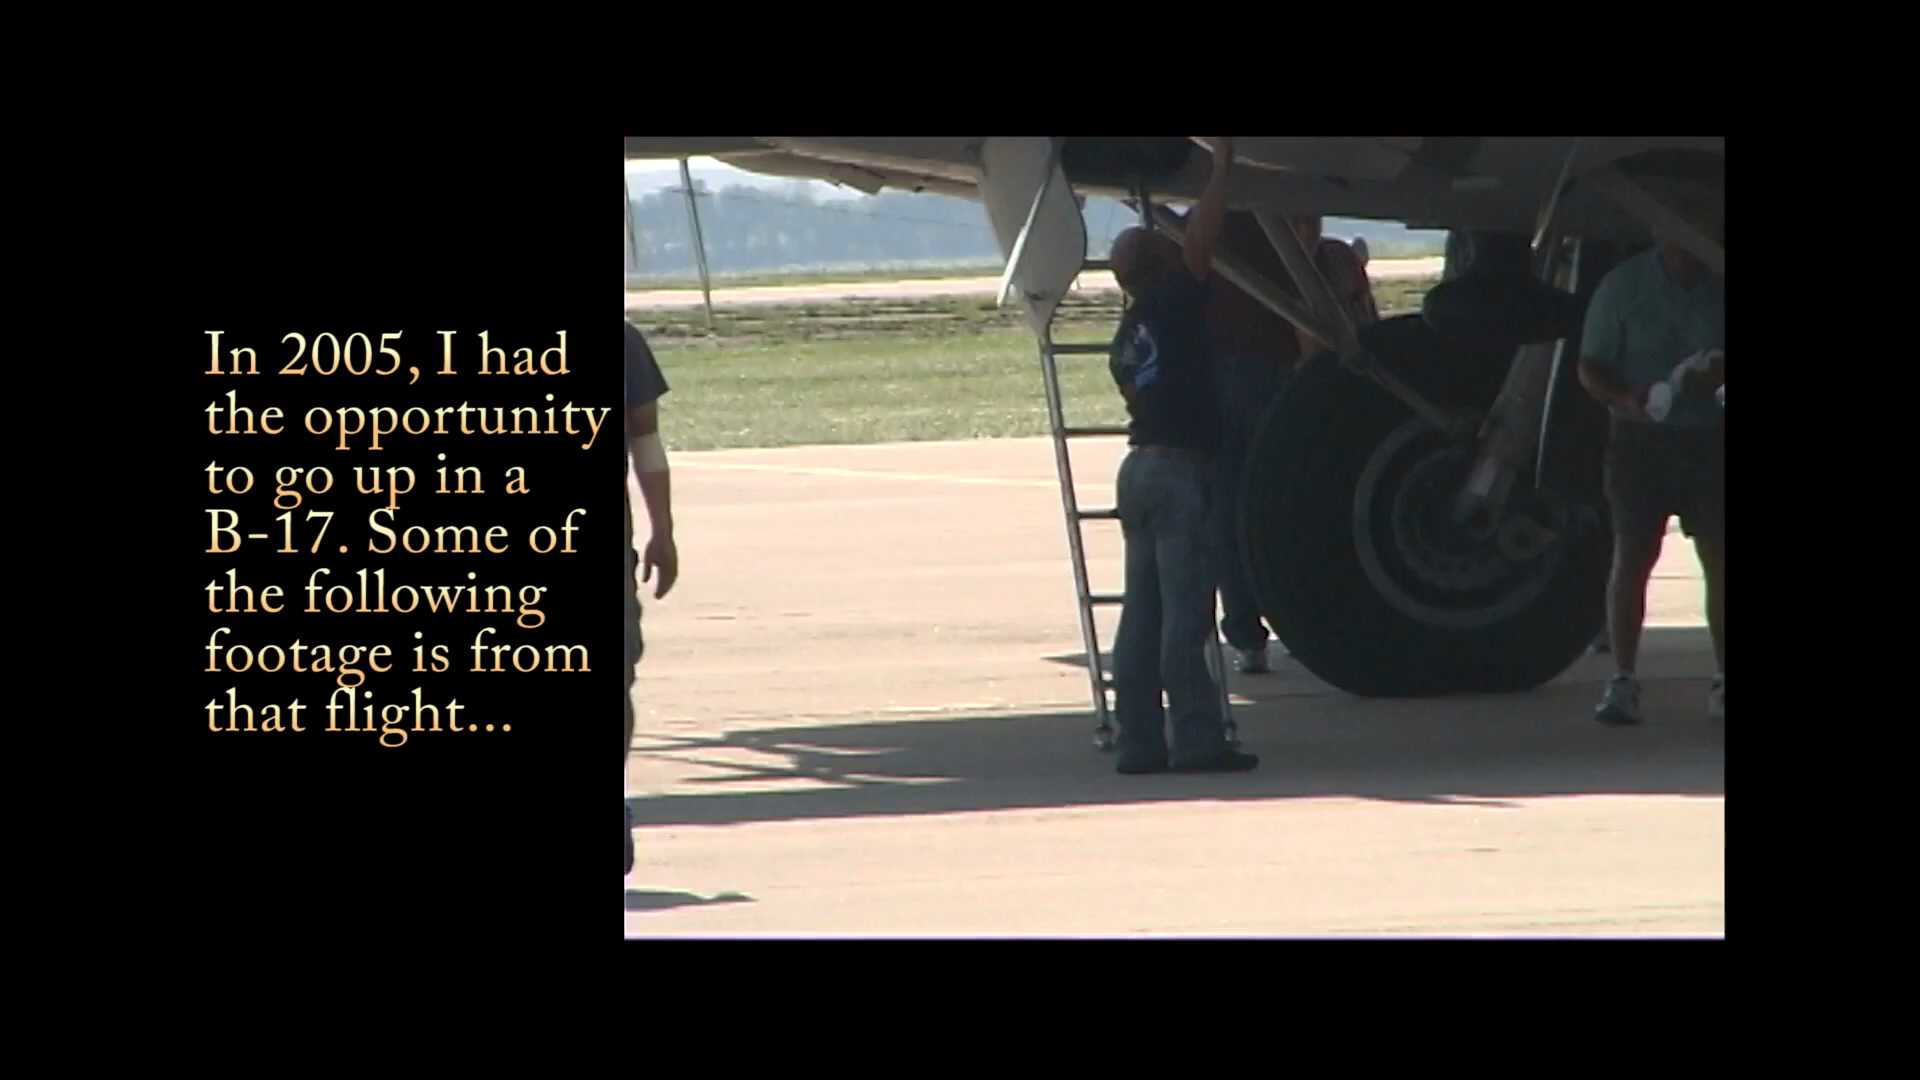 In 2005, I had
the opportunity
to go up in a
B-17. Some of
the following
footage is from
that flight...